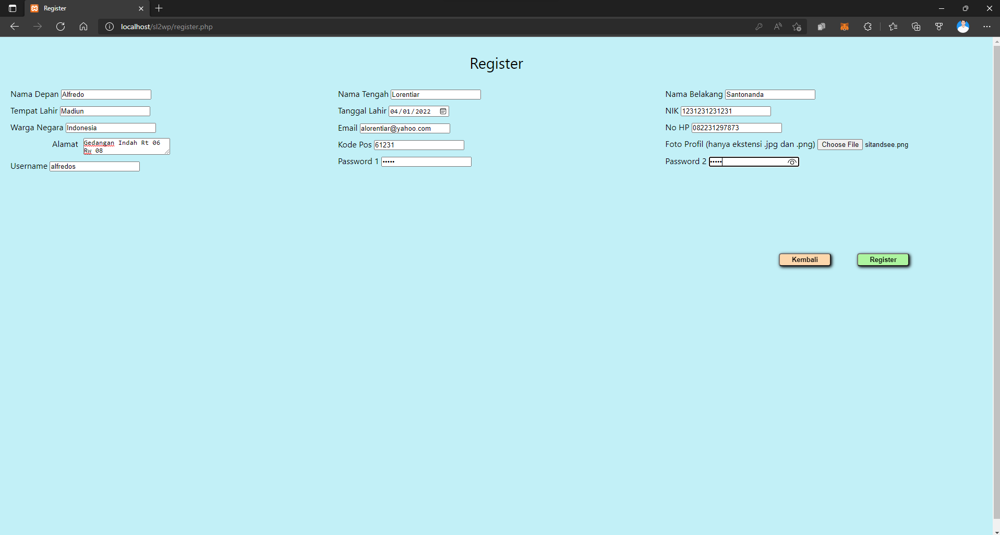 Register
localhost/sl2wp/register.php
Register
Nama Depan Alfredo
Nama Tengah Lorentiar
Nama Belakang Santonanda
Tempat Lahir Madiun
Tanggal Lahir 04/01/2022
NIK 1231231231231
Warga Negara Indonesia
Email alorentiar@yahoo.com
No HP 082231297873
Alamat Gedangan Indah Rt 06
Rw 08
Kode Pos 61231
Foto Profil (hanya ekstensi .jpg dan .png) Choose File sitandsee.png
Username alfredos
Password 1 •••••
Password 2 •••••
Kembali
Register